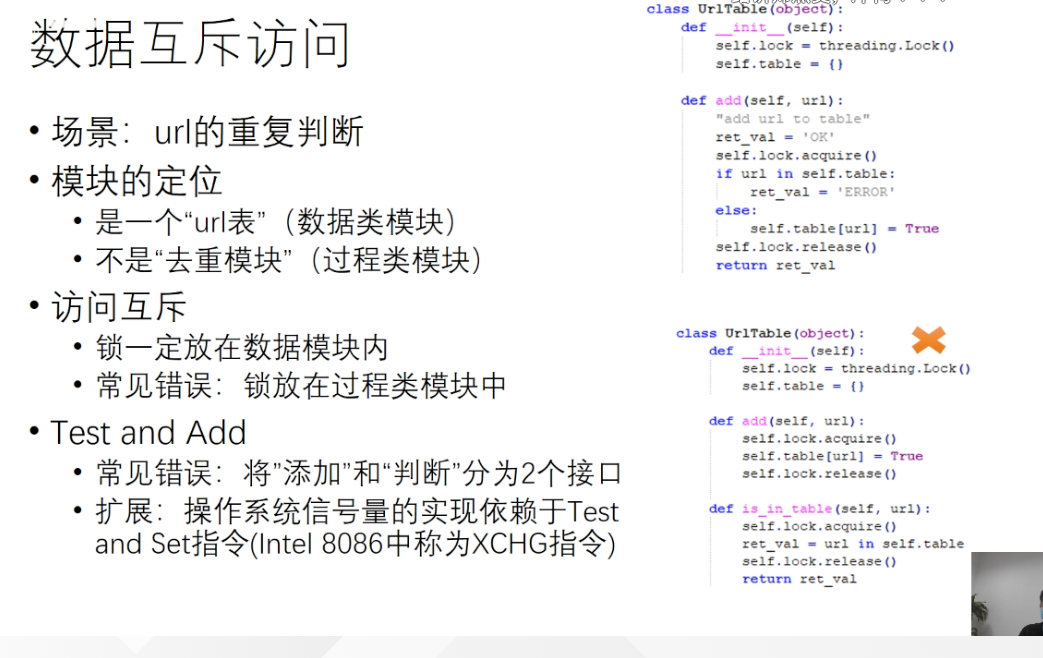 数据互斥访问
• 场景：url的重复判断
• 模块的定位
• 是一个“url表”（数据类模块）
• 不是“去重模块”（过程类模块）
• 访问互斥
• 锁一定放在数据模块内
• 常见错误：锁放在过程类模块中
• Test and Add
• 常见错误：将”添加”和“判断”分为2个接口
• 扩展：操作系统信号量的实现依赖于Test
and Set指令(Intel 8086中称为XCHG指令)
class UrlTable(object):
def __init__(self):
self.lock = threading.Lock()
self.table = {}
def add(self, url):
"add url to table"
ret_val = 'OK'
self.lock.acquire()
if url in self.table:
ret_val = 'ERROR'
else:
self.table[url] = True
self.lock.release()
return ret_val
class UrlTable(object):
def __init__(self):
self.lock = threading.Lock()
self.table = {}
def add(self, url):
self.lock.acquire()
self.table[url] = True
self.lock.release()
def is_in_table(self, url):
self.lock.acquire()
ret_val = url in self.table
self.lock.release()
return ret_val